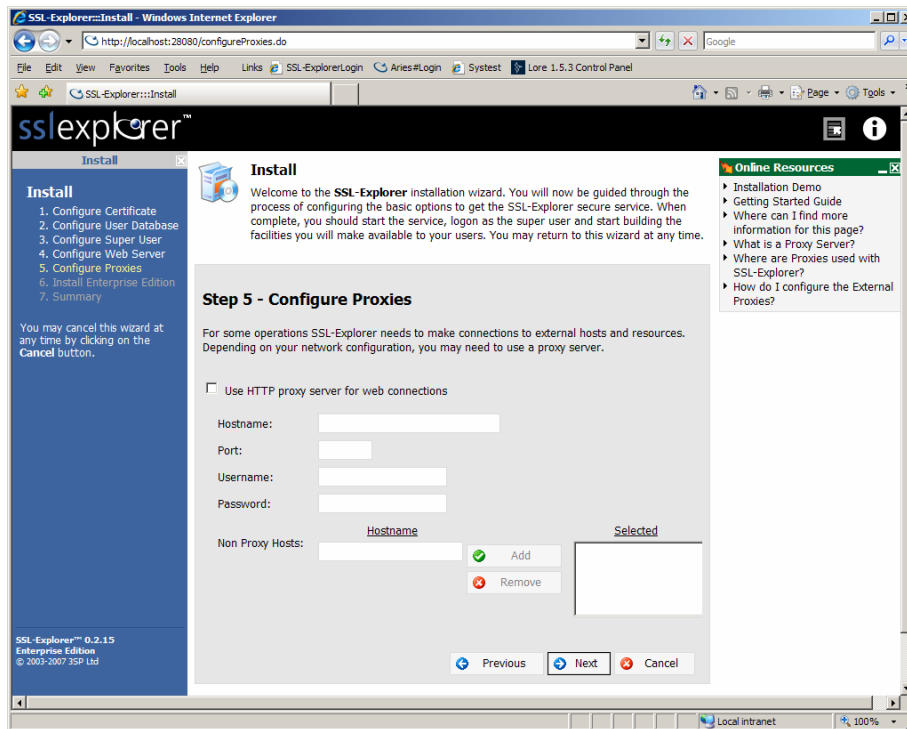 SSL-Explorer:::Install - Windows Internet Explorer
http://localhost:28080/configureProxies.do
Google
File Edit View Favorites Tools Help Links SSL-ExplorerLogin Aries#Login Systest Lore 1.5.3 Control Panel
SSL-Explorer:::Install
Page Tools
sslexplorer™
Install
Install
1. Configure Certificate
2. Configure User Database
3. Configure Super User
4. Configure Web Server
5. Configure Proxies
6. Install Enterprise Edition
7. Summary
You may cancel this wizard at
any time by clicking on the
Cancel button.
SSL-Explorer™ 0.2.15
Enterprise Edition
© 2003-2007 3SP Ltd
Install
Welcome to the SSL-Explorer installation wizard. You will now be guided through the
process of configuring the basic options to get the SSL-Explorer secure service. When
complete, you should start the service, logon as the super user and start building the
facilities you will make available to your users. You may return to this wizard at any time.
Step 5 - Configure Proxies
For some operations SSL-Explorer needs to make connections to external hosts and resources.
Depending on your network configuration, you may need to use a proxy server.
Use HTTP proxy server for web connections
Hostname:
Port:
Username:
Password:
Hostname Selected
Non Proxy Hosts:
Add
Remove
Previous Next Cancel
Online Resources
Installation Demo
Getting Started Guide
Where can I find more
information for this page?
What is a Proxy Server?
Where are Proxies used with
SSL-Explorer?
How do I configure the External
Proxies?
Local intranet 100%